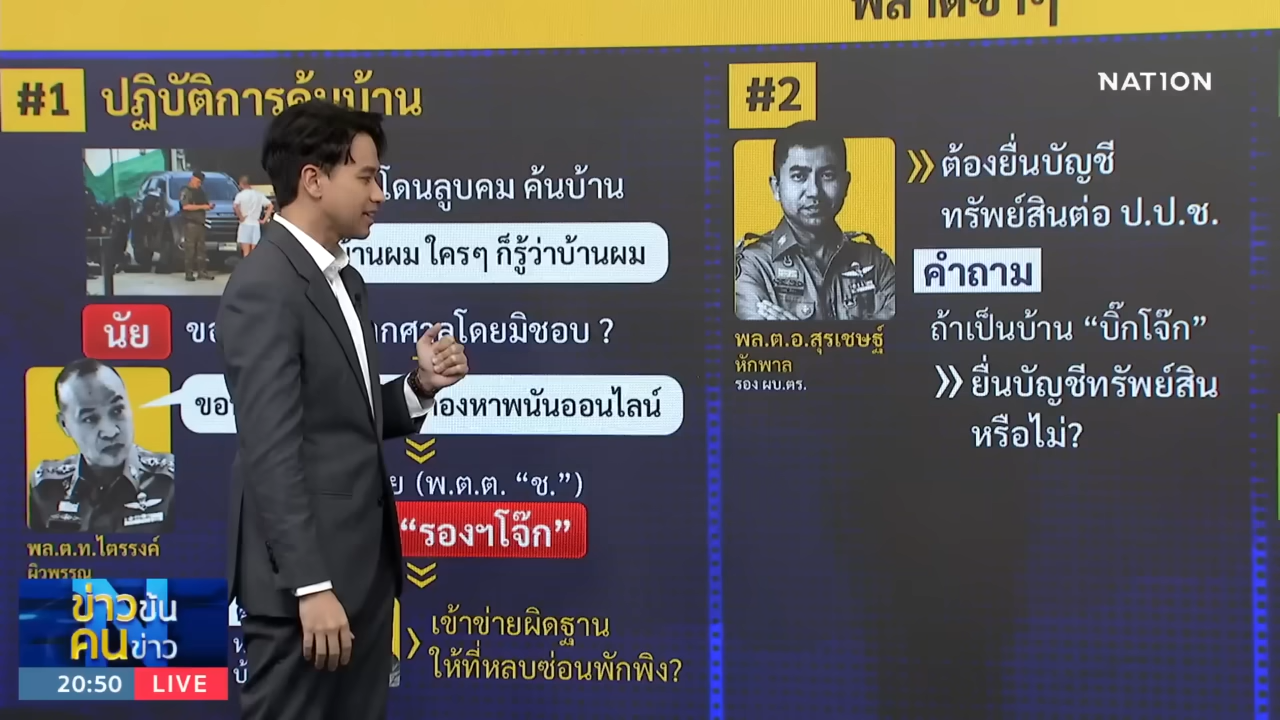 พลาดซ้ำๆ
#1 ปฏิบัติการค้นบ้าน
โดนลูบคม ค้นบ้าน
บ้านผม ใครๆ ก็รู้ว่าบ้านผม
นัย
โดยมิชอบ ?
พนันออนไลน์
(พ.ต.ต. “ช.”)
“รองฯโจ๊ก”
พล.ต.ท.ไตรรงค์
ผิวพรรณ
เข้าข่ายผิดฐาน
ให้ที่หลบซ่อนพักพิง?
#2
NATION
ต้องยื่นบัญชี
ทรัพย์สินต่อ ป.ป.ช.
คำถาม
ถ้าเป็นบ้าน “บิ๊กโจ๊ก”
ยื่นบัญชีทรัพย์สิน
หรือไม่?
พล.ต.อ.สุรเชษฐ์
หักพาล
รอง ผบ.ตร.
ข่าวข้น
คนข่าว
20:50 LIVE